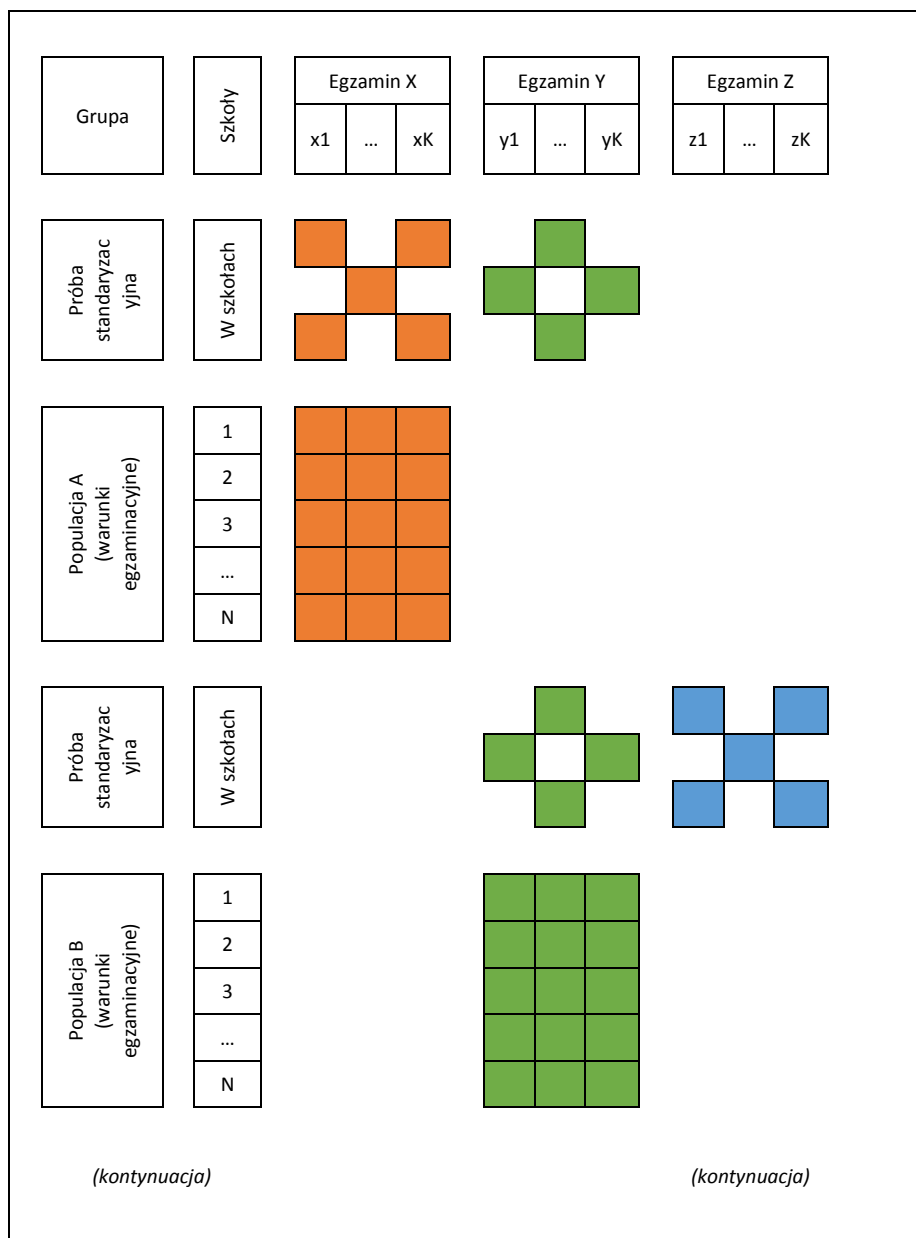 Grupa
Szkoły
Egzamin X
x1 ... xK
Egzamin Y
y1 ... yK
Egzamin Z
z1 ... zK
Próba
standaryzac
yjna
W szkołach
Populacja A
(warunki
egzaminacyjne)
1
2
3
...
N
Próba
standaryzac
yjna
W szkołach
Populacja B
(warunki
egzaminacyjne)
1
2
3
...
N
(kontynuacja)
(kontynuacja)